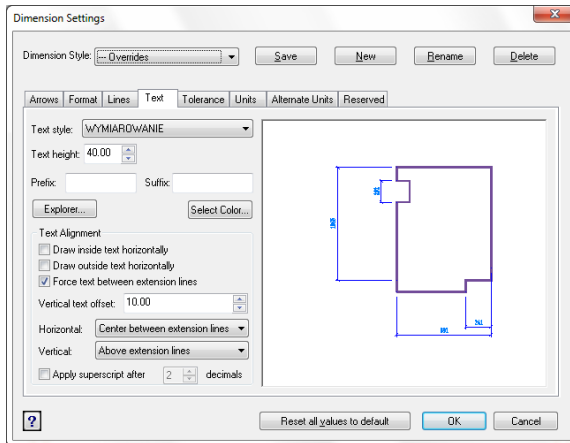 Dimension Settings
Dimension Style: --- Overrides Save New Rename Delete
Arrows Format Lines Text Tolerance Units Alternate Units Reserved
Text style: WYMIAROWANIE
Text height: 40.00
Prefix: Suffix:
Explorer... Select Color...
Text Alignment
Draw inside text horizontally
Draw outside text horizontally
Force text between extension lines
Vertical text offset: 10.00
Horizontal: Center between extension lines
Vertical: Above extension lines
Apply superscript after 2 decimals
241
? Reset all values to default OK Cancel